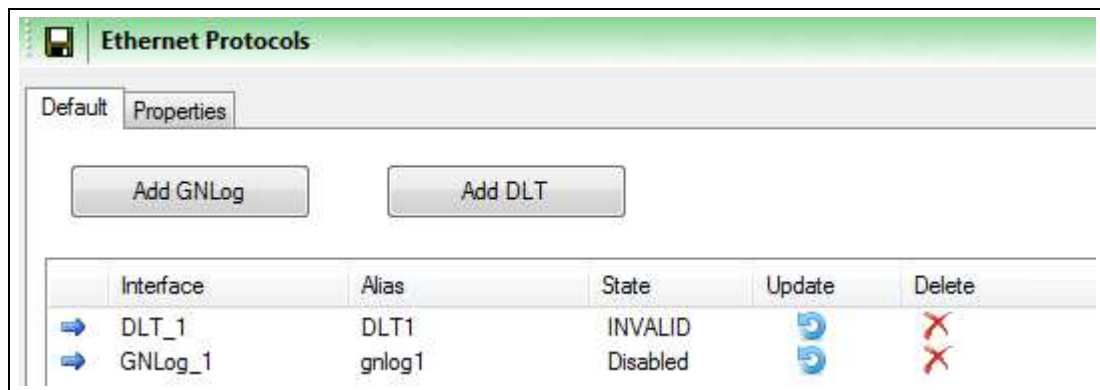 Ethernet Protocols
Default Properties
Add GNLog Add DLT
Interface Alias State Update Delete
DLT_1 DLT1 INVALID
GNLog_1 gnlog1 Disabled